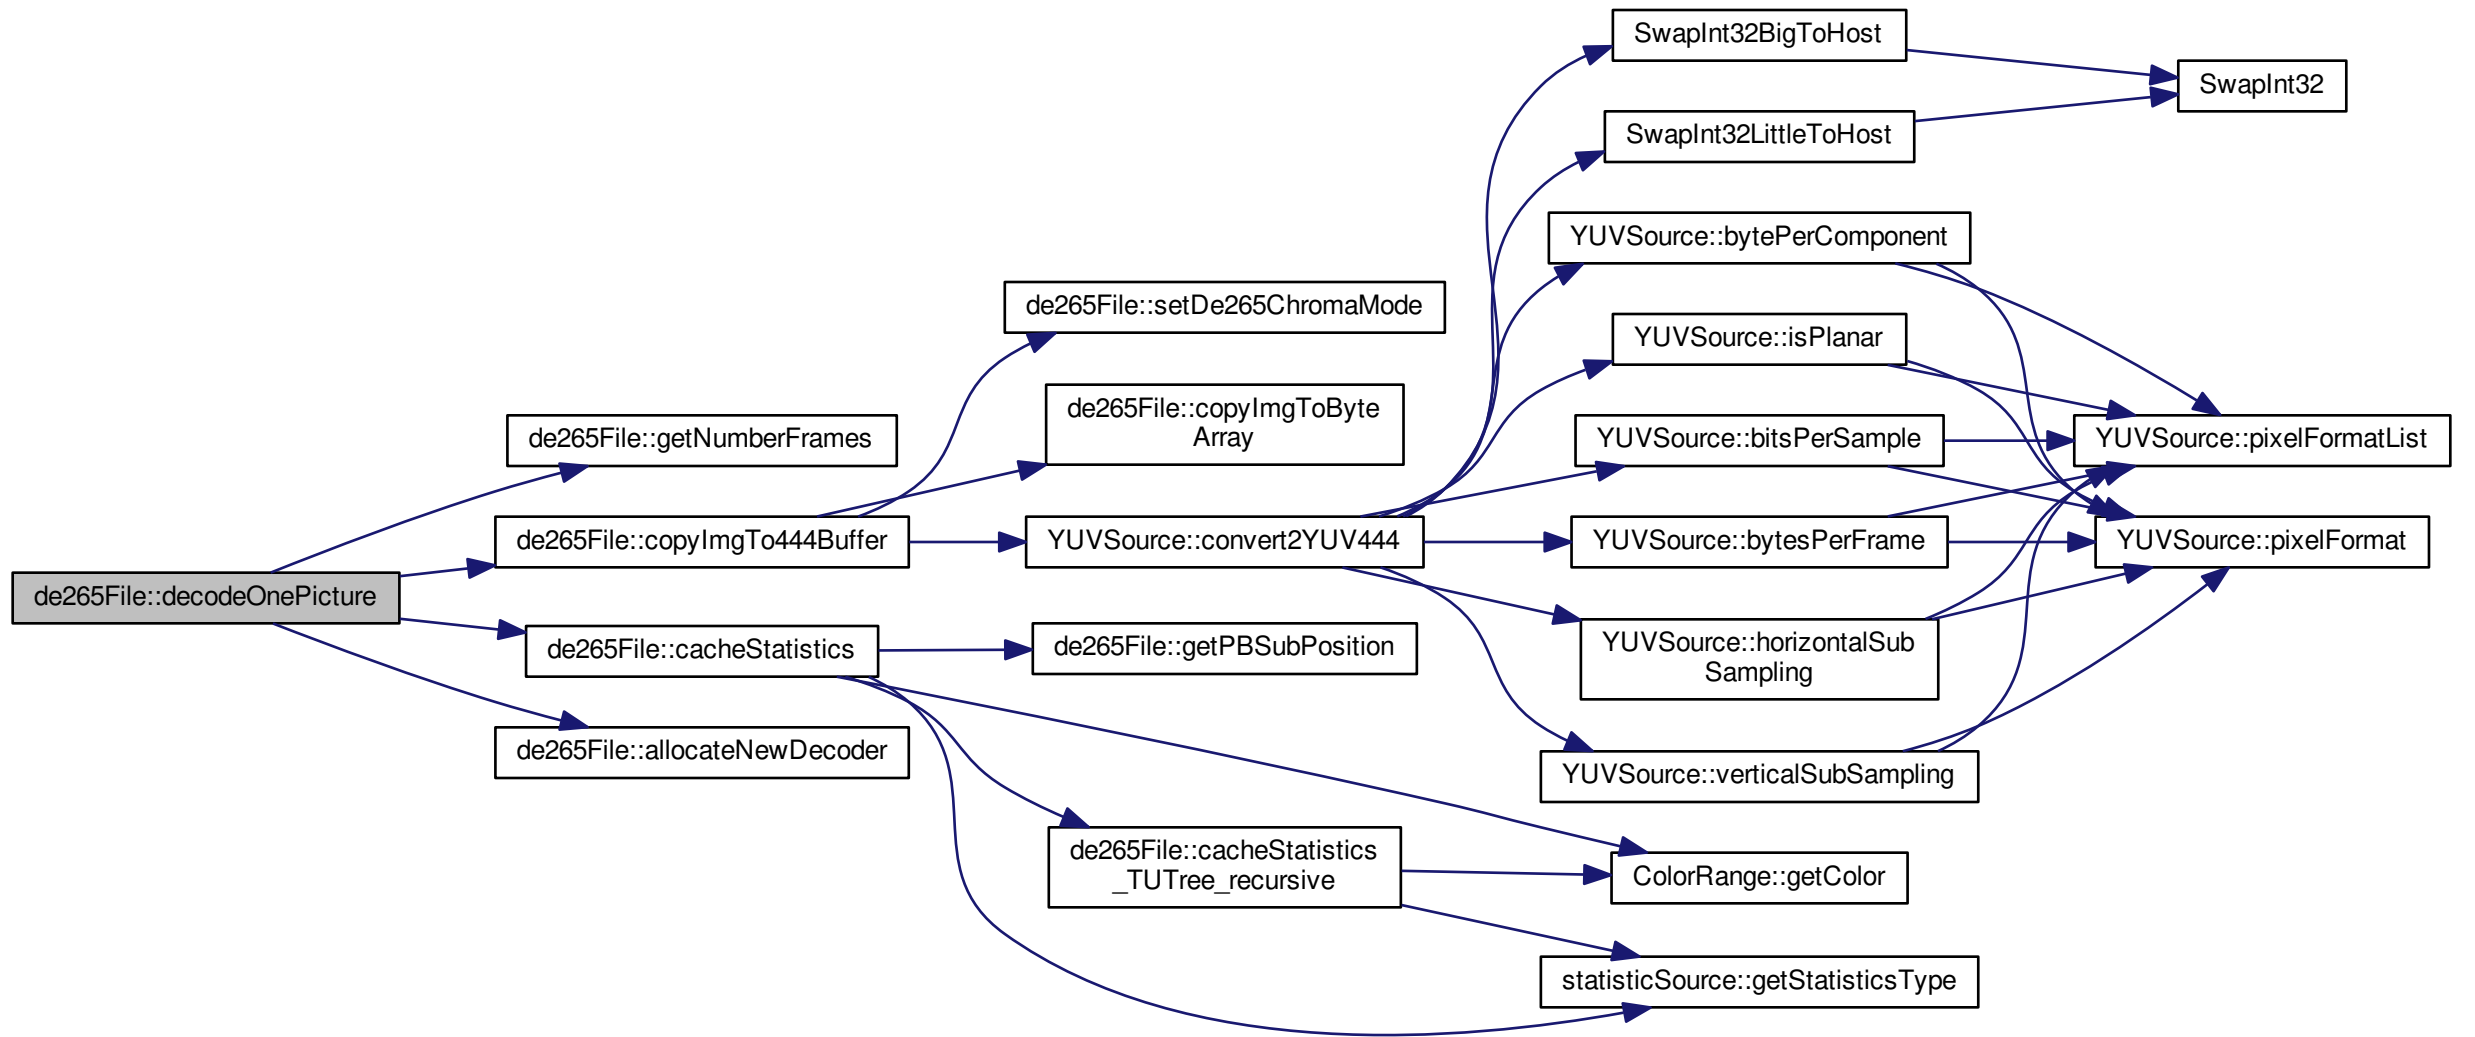 de265File::decodeOnePicture
de265File::getNumberFrames
de265File::copyImgTo444Buffer
de265File::cacheStatistics
de265File::allocateNewDecoder
de265File::setDe265ChromaMode
de265File::copyImgToByte
Array
YUVSource::convert2YUV444
de265File::getPBSubPosition
de265File::cacheStatistics
_TUTree_recursive
SwapInt32BigToHost
SwapInt32LittleToHost
YUVSource::bytePerComponent
YUVSource::isPlanar
YUVSource::bitsPerSample
YUVSource::bytesPerFrame
YUVSource::horizontalSub
Sampling
YUVSource::verticalSubSampling
ColorRange::getColor
statisticSource::getStatisticsType
SwapInt32
YUVSource::pixelFormatList
YUVSource::pixelFormat